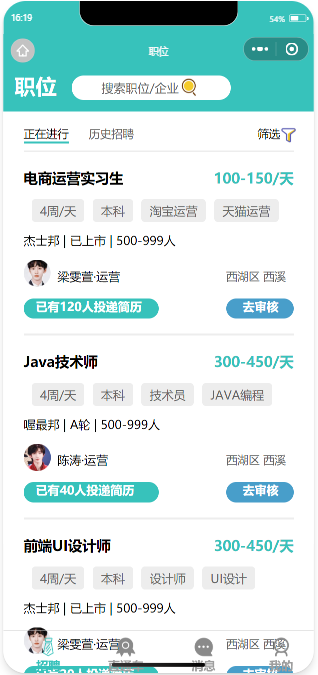 16:19 54%
职位
职位 搜索职位/企业
正在进行 历史招聘 筛选
电商运营实习生 100-150/天
4周/天 本科 淘宝运营 天猫运营
杰士邦 | 已上市 | 500-999人
梁雯萱·运营 西湖区 西溪
已有120人投递简历 去审核
Java技术师 300-450/天
4周/天 本科 技术员 JAVA编程
喔最邦 | A轮 | 500-999人
陈涛·运营 西湖区 西溪
已有40人投递简历 去审核
前端UI设计师 300-450/天
4周/天 本科 设计师 UI设计
杰士邦 | 已上市 | 500-999人
梁雯萱·运营 西湖区 西溪
招聘 消息 我的